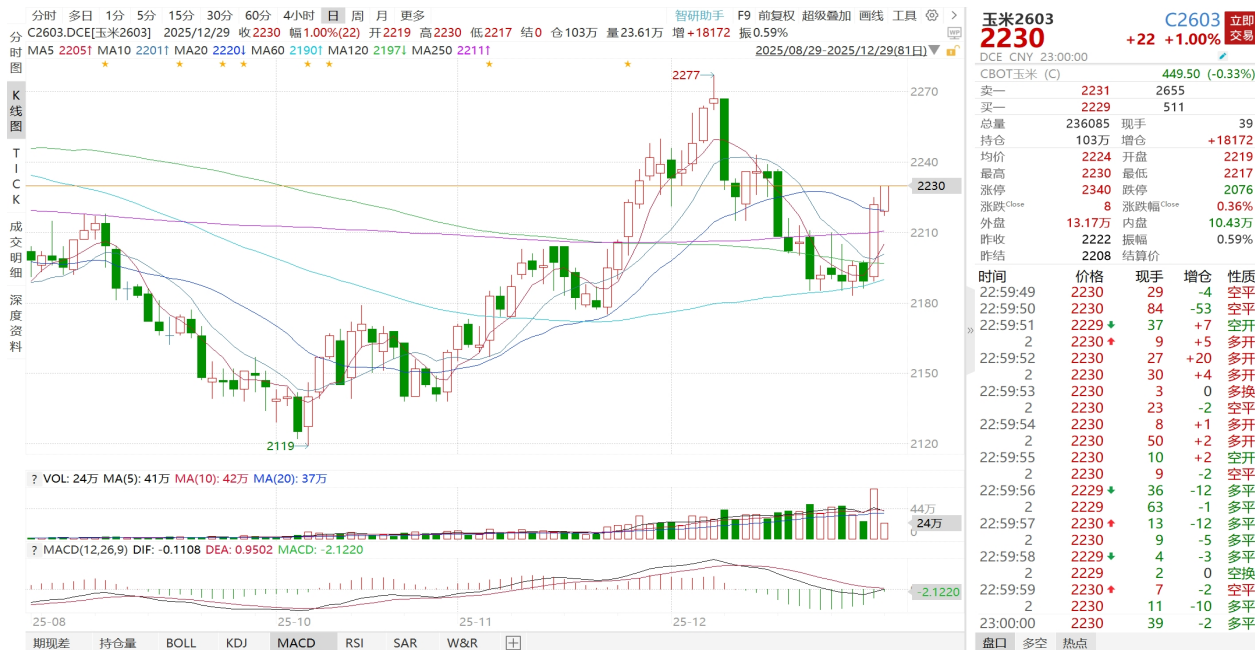 分时 多日 1分 5分 15分 30分 60分 4小时 日 周 月 更多 智研助手 F9 前复权 超级叠加 画线 工具
C2603.DCE[玉米2603] 2025/12/29 收2230 幅1.00%(22) 开2219 高2230 低2217 结0 仓103万 量23.61万 增+18172 振0.59%
MA5 2205↑ MA10 2201↑ MA20 2220↓ MA60 2190↑ MA120 2197↓ MA250 2211↑ 2025/08/29-2025/12/29(81日)
分时图
K线图
TICK
成交明细
深度资料
2277
2270
2240
2230
2210
2180
2150
2120
2119
? VOL: 24万 MA(5): 41万 MA(10): 42万 MA(20): 37万
44万
24万
0
? MACD(12,26,9) DIF: -0.1108 DEA: 0.9502 MACD: -2.1220
-2.1220
25-08 25-10 25-11 25-12
期现差 持仓量 BOLL KDJ MACD RSI SAR W&R
玉米2603 C2603 立即交易
2230 +22 +1.00%
DCE CNY 23:00:00
CBOT玉米 (C) 449.50 (-0.33%)
卖一 2231 2655
买一 2229 511
总量 236085 现手 39
持仓 103万 增仓 +18172
均价 2224 开盘 2219
最高 2230 最低 2217
涨停 2340 跌停 2076
涨跌Close 8 涨跌幅Close 0.36%
外盘 13.17万 内盘 10.43万
昨收 2222 振幅 0.59%
昨结 2208 结算价
时间 价格 现手 增仓 性质
22:59:49 2230 29 -4 空平
22:59:50 2230 84 -53 空平
22:59:51 2229 37 +7 空开
2 2230 9 +5 多开
22:59:52 2230 27 +20 多开
2 2230 30 +4 多开
22:59:53 2230 3 0 多换
2 2230 23 -2 空平
22:59:54 2230 8 +1 多开
2 2230 50 +2 多开
22:59:55 2230 10 +2 空开
2 2230 9 -2 空平
22:59:56 2229 36 -12 多平
2 2229 63 -1 多平
22:59:57 2230 13 -12 多平
2 2230 9 -5 多平
22:59:58 2229 4 -3 多平
2 2229 2 0 空换
22:59:59 2230 7 -2 空平
2 2230 11 -10 多平
23:00:00 2230 39 -2 多平
盘口 多空 热点